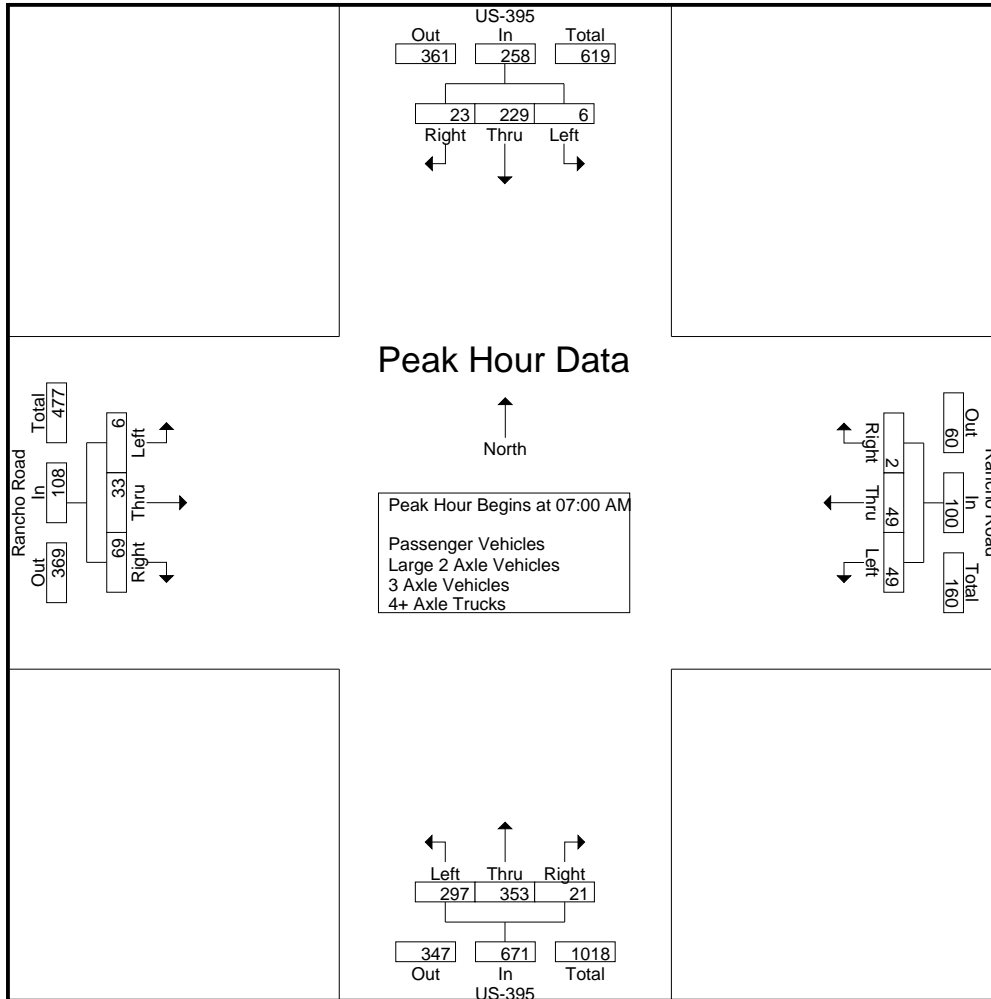 US-395
Out In Total
361 258 619
23 229 6
Right Thru Left
Peak Hour Data
North
Peak Hour Begins at 07:00 AM
Passenger Vehicles
Large 2 Axle Vehicles
3 Axle Vehicles
4+ Axle Trucks
Rancho Road
Out In Total
369 108 477
69 33 6
Right Thru Left
Rancho Road
Out In Total
60 100 160
2 49 49
Right Thru Left
Left Thru Right
297 353 21
347 671 1018
Out In Total
US-395